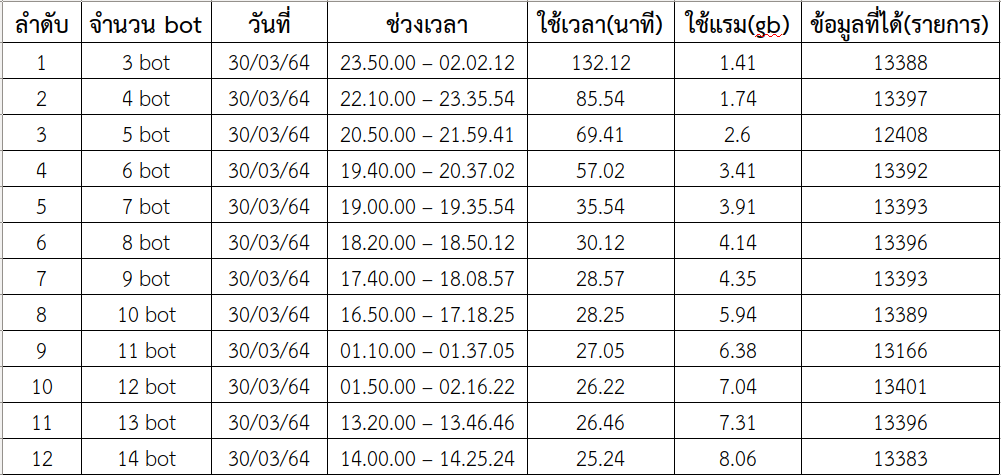 ลำดับ จำนวน bot วันที่ ช่วงเวลา ใช้เวลา(นาที) ใช้แรม(gb) ข้อมูลที่ได้(รายการ)
1 3 bot 30/03/64 23.50.00 – 02.02.12 132.12 1.41 13388
2 4 bot 30/03/64 22.10.00 – 23.35.54 85.54 1.74 13397
3 5 bot 30/03/64 20.50.00 – 21.59.41 69.41 2.6 12408
4 6 bot 30/03/64 19.40.00 – 20.37.02 57.02 3.41 13392
5 7 bot 30/03/64 19.00.00 – 19.35.54 35.54 3.91 13393
6 8 bot 30/03/64 18.20.00 – 18.50.12 30.12 4.14 13396
7 9 bot 30/03/64 17.40.00 – 18.08.57 28.57 4.35 13393
8 10 bot 30/03/64 16.50.00 – 17.18.25 28.25 5.94 13389
9 11 bot 30/03/64 01.10.00 – 01.37.05 27.05 6.38 13166
10 12 bot 30/03/64 01.50.00 – 02.16.22 26.22 7.04 13401
11 13 bot 30/03/64 13.20.00 – 13.46.46 26.46 7.31 13396
12 14 bot 30/03/64 14.00.00 – 14.25.24 25.24 8.06 13383